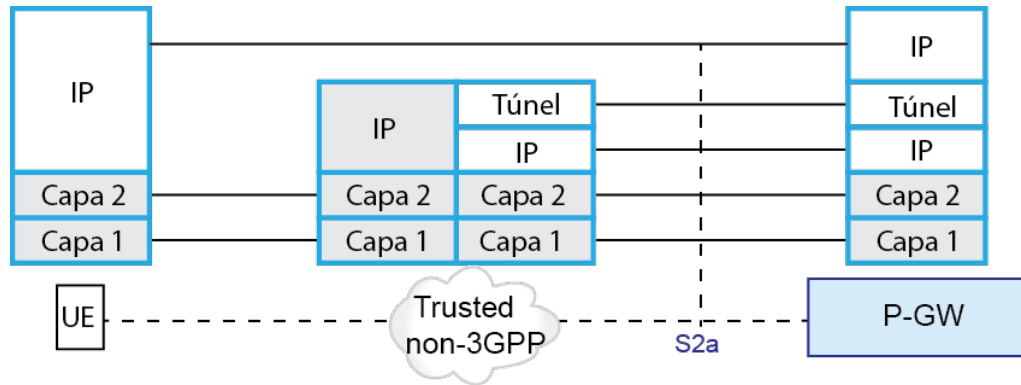 IP
IP
Túnel
Túnel
IP
IP
IP
Capa 2
Capa 2
Capa 2
Capa 2
Capa 1
Capa 1
Capa 1
Capa 1
UE
Trusted
non-3GPP
S2a
P-GW